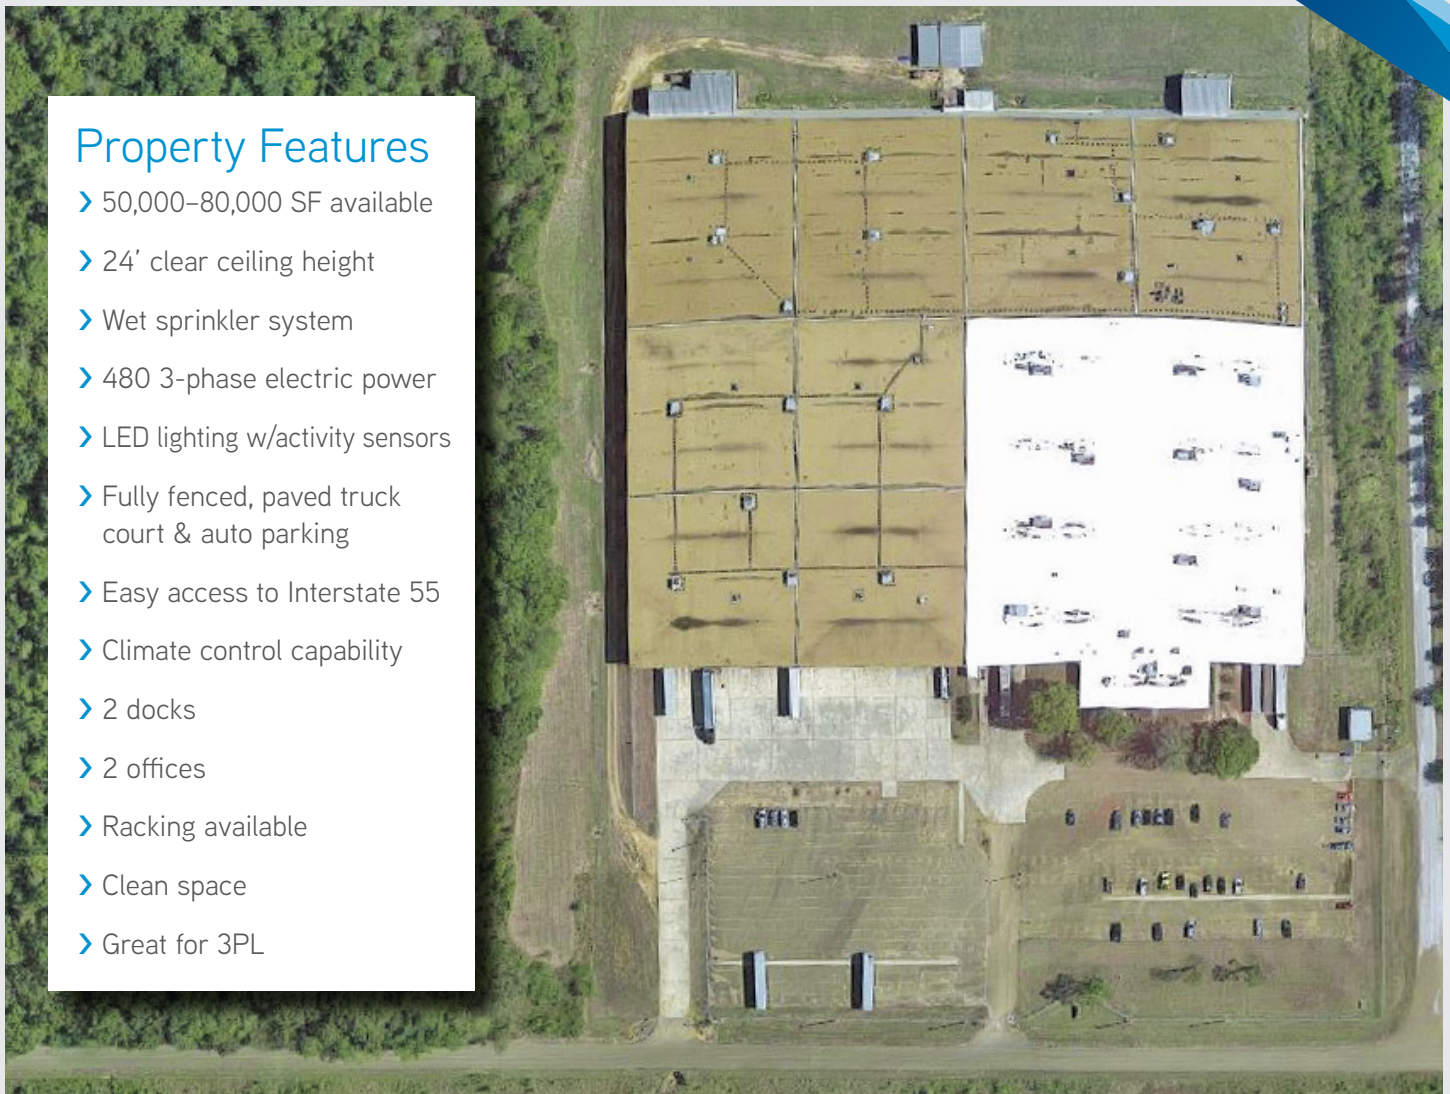 Property Features
› 50,000–80,000 SF available
› 24’ clear ceiling height
› Wet sprinkler system
› 480 3-phase electric power
› LED lighting w/activity sensors
› Fully fenced, paved truck
court & auto parking
› Easy access to Interstate 55
› Climate control capability
› 2 docks
› 2 offices
› Racking available
› Clean space
› Great for 3PL